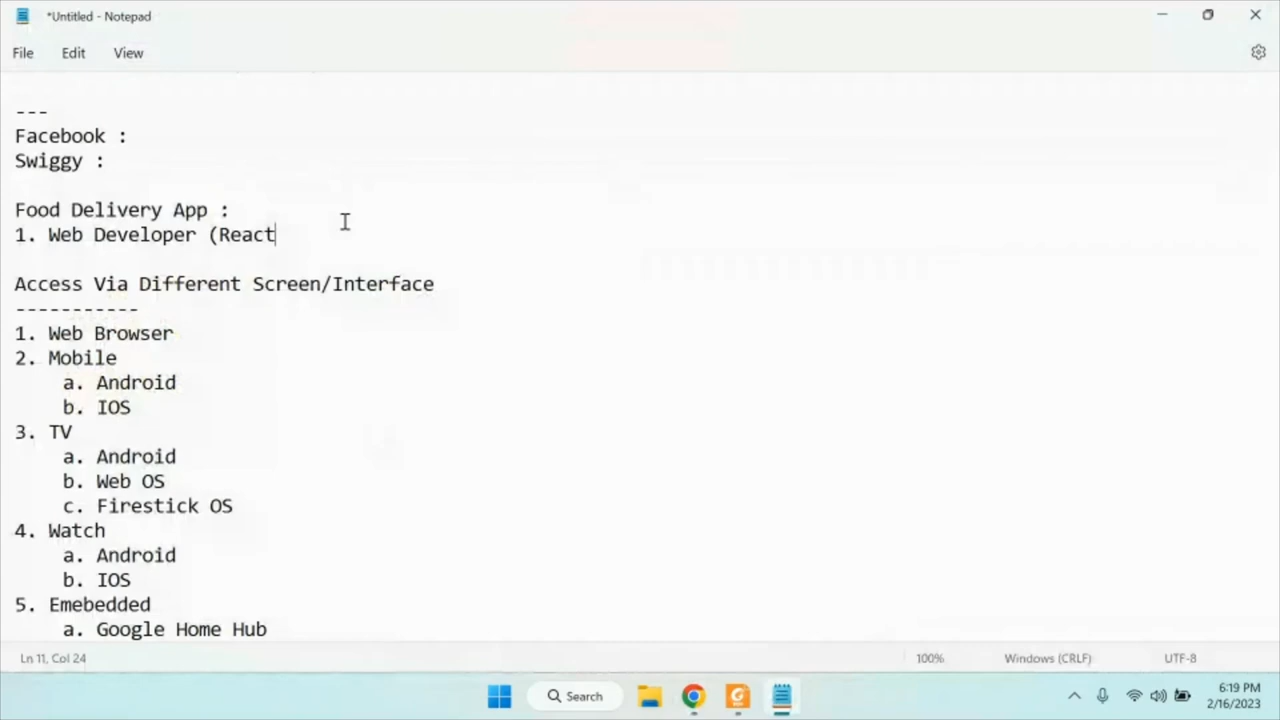 *Untitled - Notepad
File Edit View
---
Facebook :
Swiggy :
Food Delivery App :
1. Web Developer (React
Access Via Different Screen/Interface
-----------
1. Web Browser
2. Mobile
a. Android
b. IOS
3. TV
a. Android
b. Web OS
c. Firestick OS
4. Watch
a. Android
b. IOS
5. Emebedded
a. Google Home Hub
Ln 11, Col 24 100% Windows (CRLF) UTF-8
Search 6:19 PM
2/16/2023